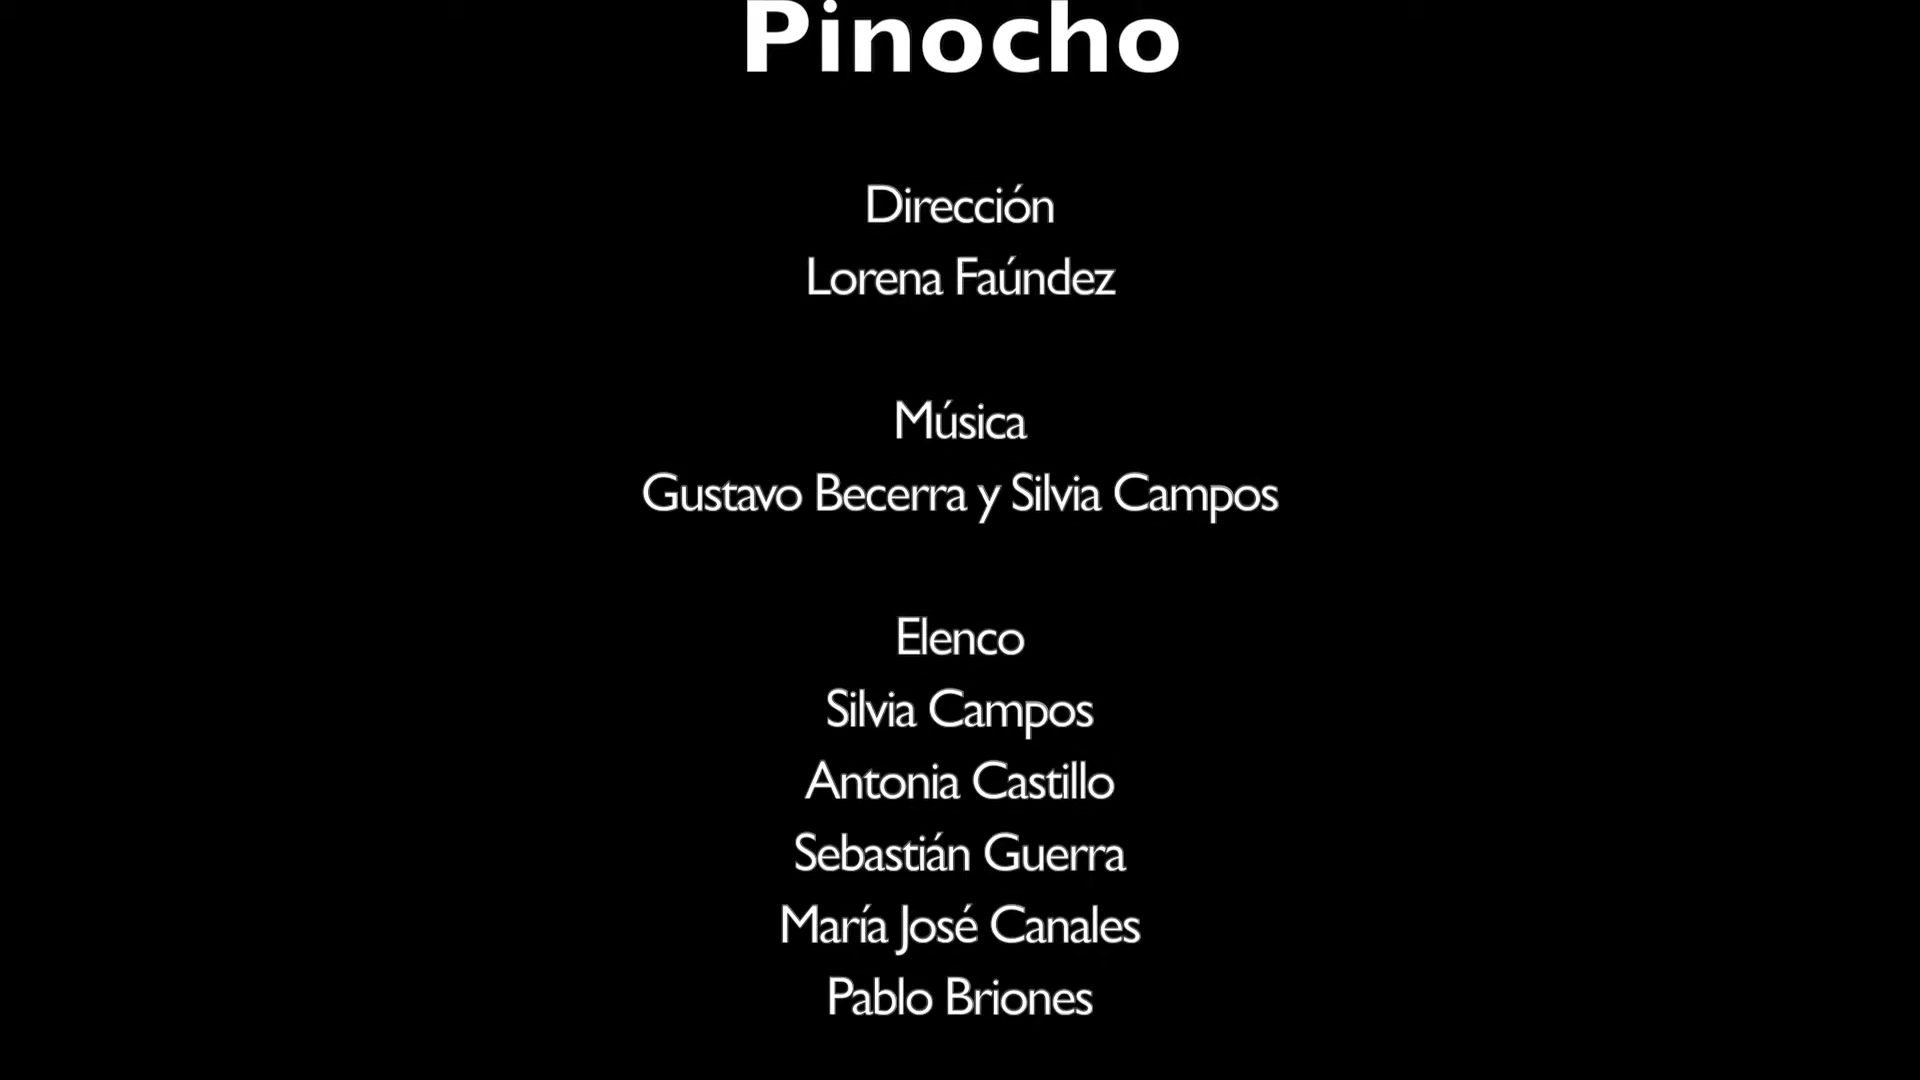 Pinocho
Dirección
Lorena Faúndez
Música
Gustavo Becerra y Silvia Campos
Elenco
Silvia Campos
Antonia Castillo
Sebastián Guerra
María José Canales
Pablo Briones